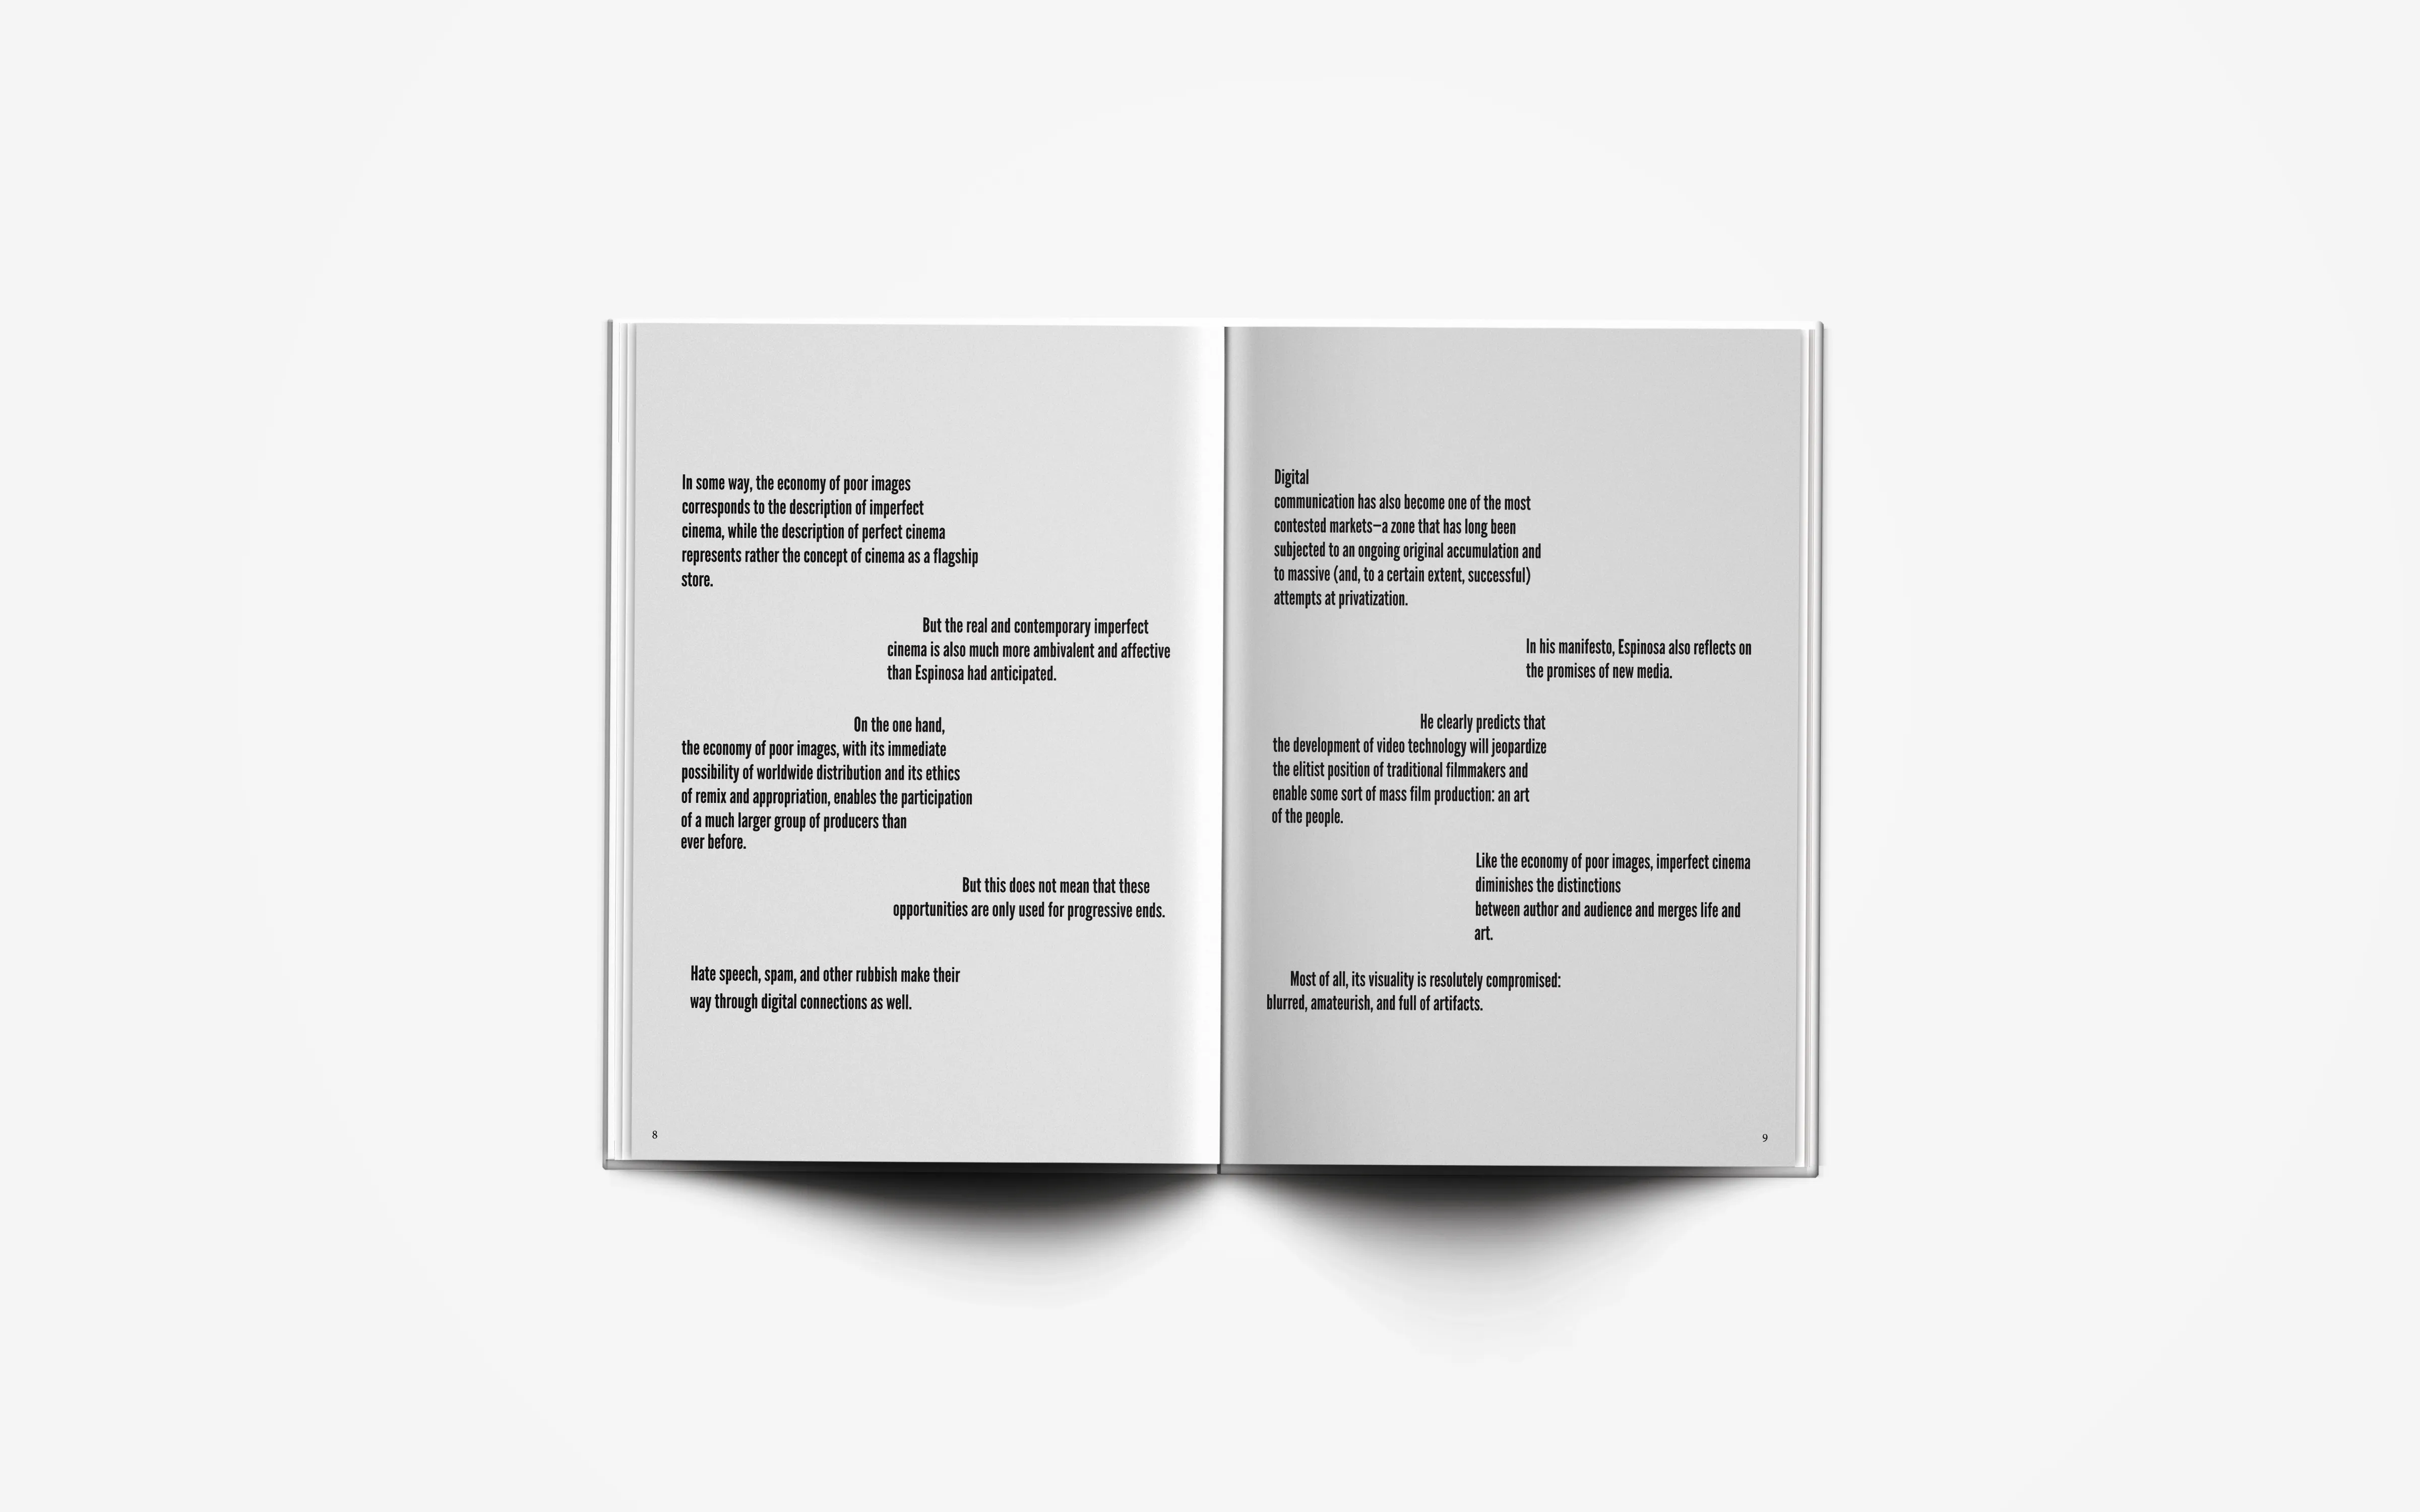 In some way, the economy of poor images
corresponds to the description of imperfect
cinema, while the description of perfect cinema
represents rather the concept of cinema as a flagship
store.
But the real and contemporary imperfect
cinema is also much more ambivalent and affective
than Espinosa had anticipated.
On the one hand,
the economy of poor images, with its immediate
possibility of worldwide distribution and its ethics
of remix and appropriation, enables the participation
of a much larger group of producers than
ever before.
But this does not mean that these
opportunities are only used for progressive ends.
Hate speech, spam, and other rubbish make their
way through digital connections as well.
8
Digital
communication has also become one of the most
contested markets—a zone that has long been
subjected to an ongoing original accumulation and
to massive (and, to a certain extent, successful)
attempts at privatization.
In his manifesto, Espinosa also reflects on
the promises of new media.
He clearly predicts that
the development of video technology will jeopardize
the elitist position of traditional filmmakers and
enable some sort of mass film production: an art
of the people.
Like the economy of poor images, imperfect cinema
diminishes the distinctions
between author and audience and merges life and
art.
Most of all, its visuality is resolutely compromised:
blurred, amateurish, and full of artifacts.
9